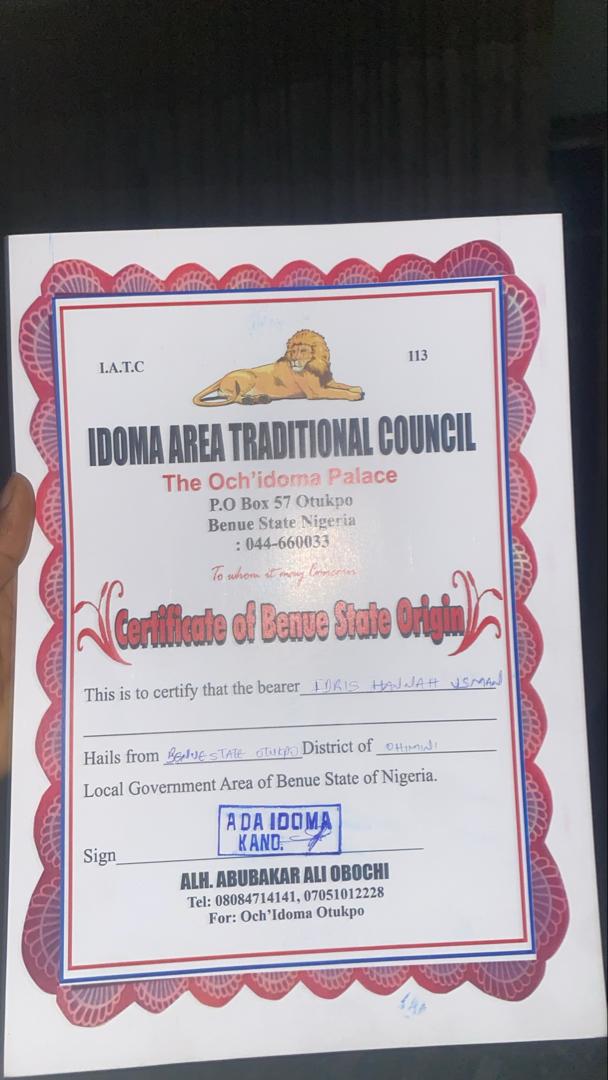 I.A.T.C
113
IDOMA AREA TRADITIONAL COUNCIL
The Och'idoma Palace
P.O Box 57 Otukpo
Benue State Nigeria
: 044-660033
To whom it may Concern
Certificate of Benue State Origin
This is to certify that the bearer IDRIS HANNAH USMAN
Hails from BENUE STATE OTUKPO District of OHIMINI
Local Government Area of Benue State of Nigeria.
ADA IDOMA
KANO.
Sign
ALH. ABUBAKAR ALI OBOCHI
Tel: 08084714141, 07051012228
For: Och'Idoma Otukpo